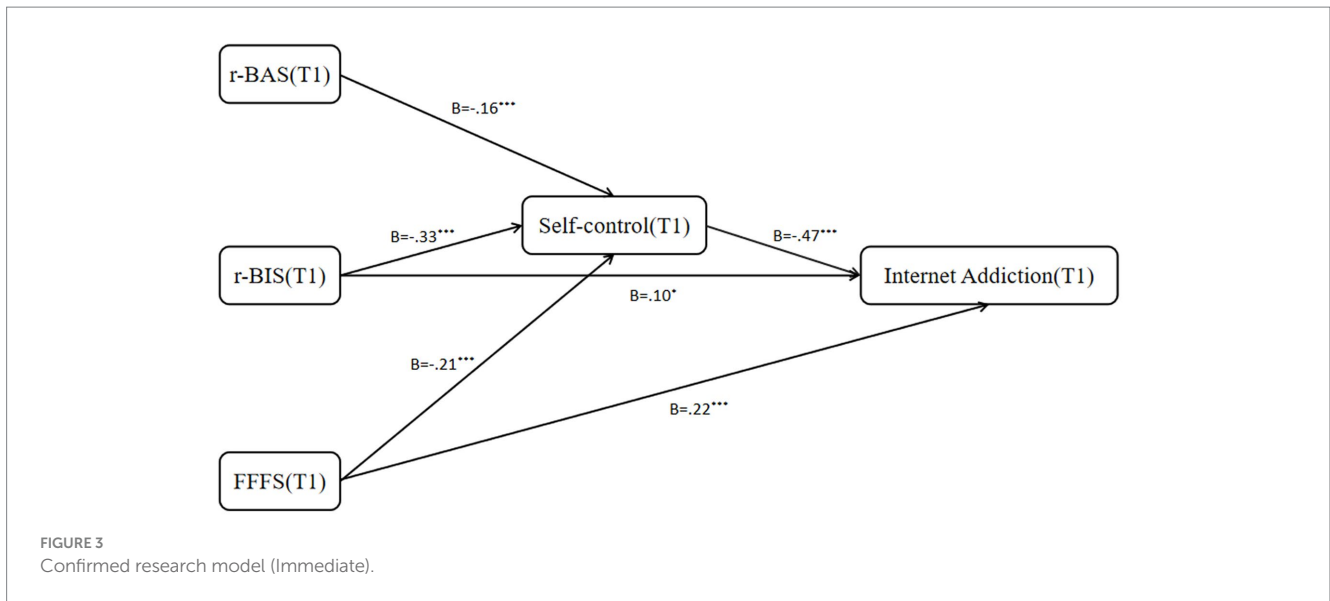 r-BAS(T1)
B=-.16***
Self-control(T1)
B=-.33***
B=-.47***
r-BIS(T1)
Internet Addiction(T1)
B=.10*
B=-.21***
B=.22***
FFFS(T1)
FIGURE 3
Confirmed research model (Immediate).